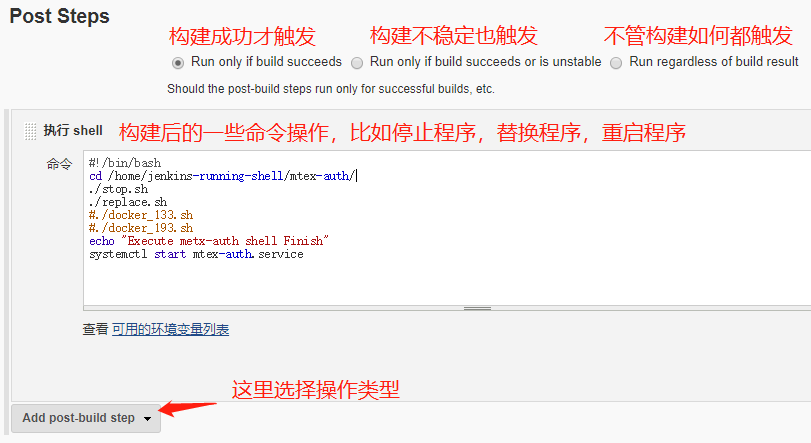 Post Steps
构建成功才触发 构建不稳定也触发 不管构建如何都触发
Run only if build succeeds Run only if build succeeds or is unstable Run regardless of build result
Should the post-build steps run only for successful builds, etc.
执行 shell 构建后的一些命令操作，比如停止程序，替换程序，重启程序
命令
#!/bin/bash
cd /home/jenkins-running-shell/mtex-auth/
./stop.sh
./replace.sh
#./docker_133.sh
#./docker_193.sh
echo "Execute metx-auth shell Finish"
systemctl start mtex-auth.service
查看 可用的环境变量列表
这里选择操作类型
Add post-build step